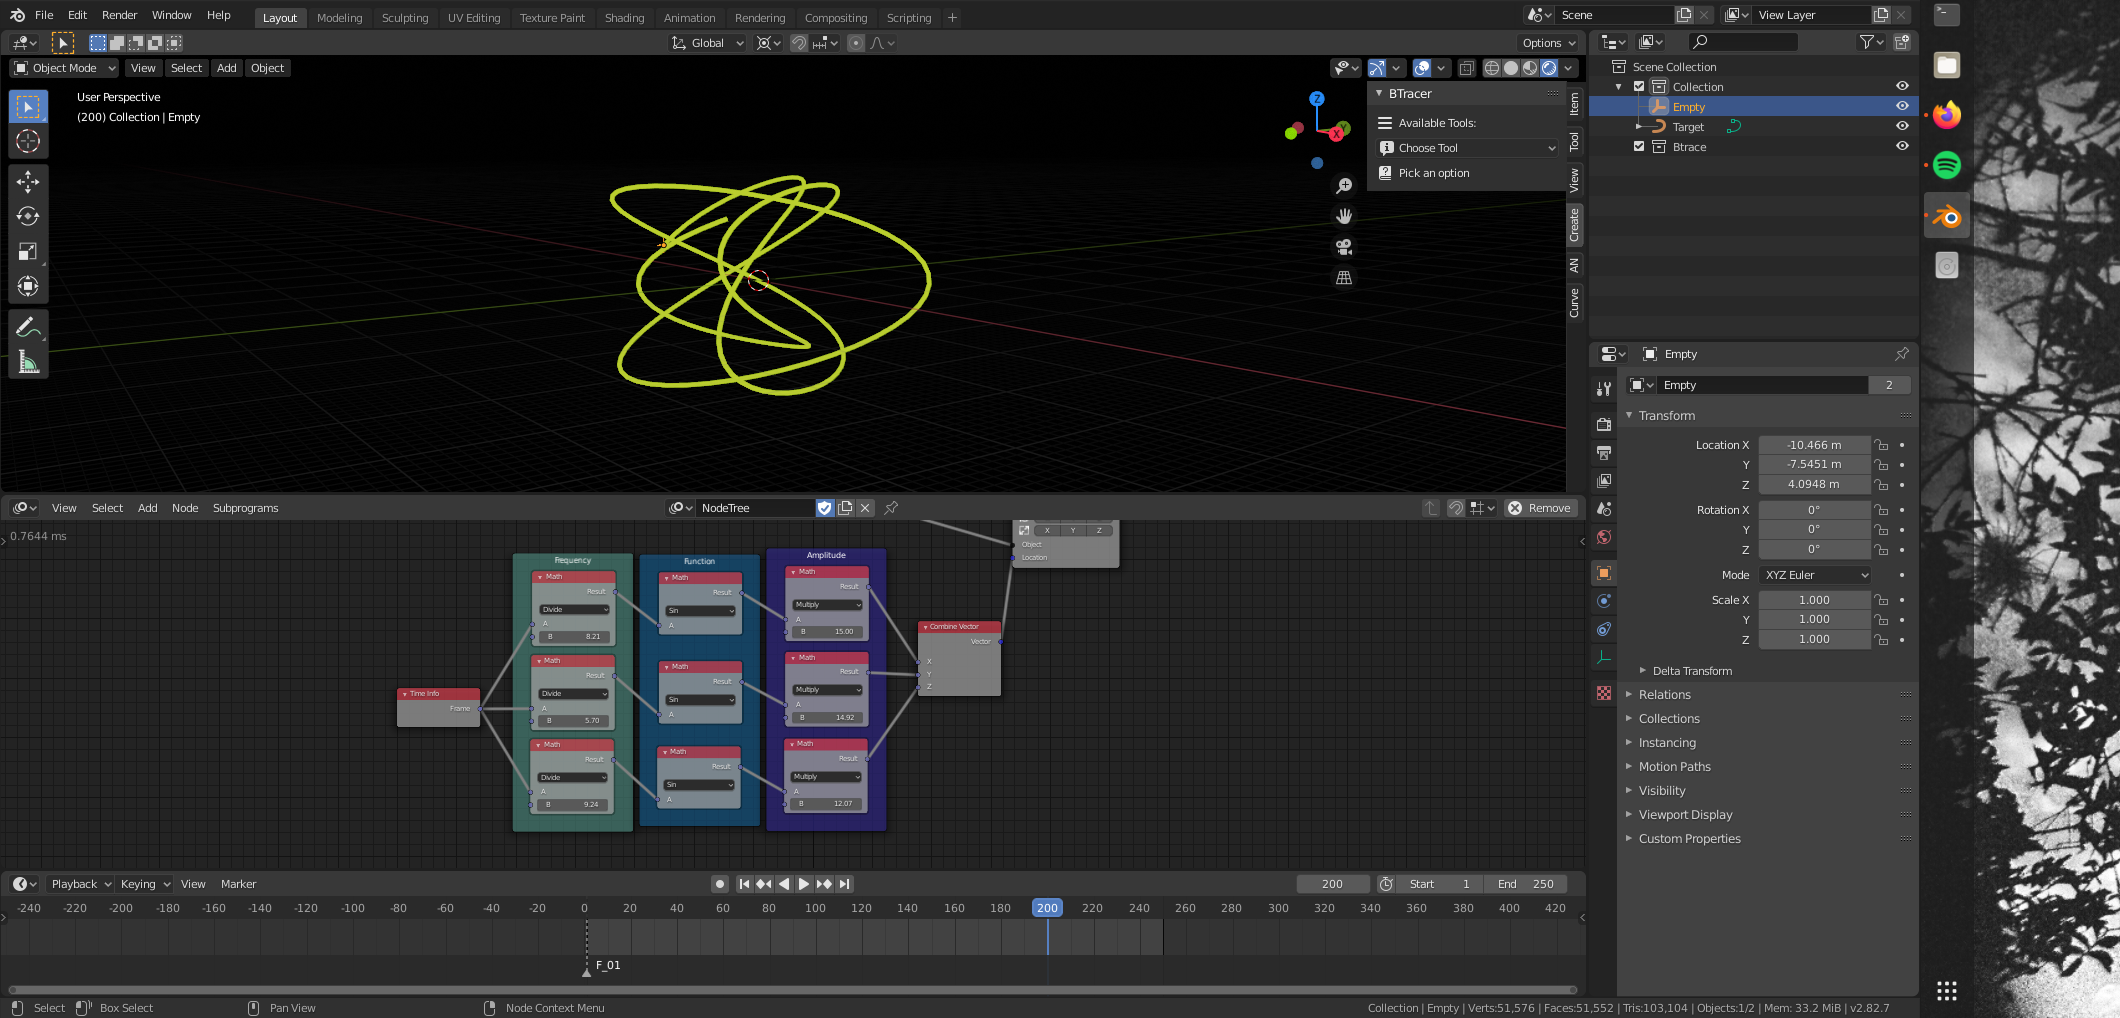 File Edit Render Window Help
Layout Modeling Sculpting UV Editing Texture Paint Shading Animation Rendering Compositing Scripting +
Scene
View Layer
Global
Options
Object Mode View Select Add Object
User Perspective
(200) Collection | Empty
Z
X
Y
BTracer
Available Tools:
Choose Tool
Pick an option
Item
Tool
View
Create
AN
Curve
Scene Collection
Collection
Empty
Target
Btrace
Empty
Empty 2
Transform
Location X -10.466 m
Y -7.5451 m
Z 4.0948 m
Rotation X 0°
Y 0°
Z 0°
Mode XYZ Euler
Scale X 1.000
Y 1.000
Z 1.000
Delta Transform
Relations
Collections
Instancing
Motion Paths
Visibility
Viewport Display
Custom Properties
View Select Add Node Subprograms
NodeTree
Remove
0.7644 ms
X Y Z
Object
Location
Time Info
Frame
Frequency
Math
Result
Divide
A
B 8.21
Math
Result
Divide
A
B 5.70
Math
Result
Divide
A
B 9.24
Function
Math
Result
Sin
A
Math
Result
Sin
A
Math
Result
Sin
A
Amplitude
Math
Result
Multiply
A
B 15.00
Math
Result
Multiply
A
B 14.92
Math
Result
Multiply
A
B 12.07
Combine Vector
Vector
X
Y
Z
Playback Keying View Marker
200
Start 1
End 250
-240 -220 -200 -180 -160 -140 -120 -100 -80 -60 -40 -20 0 20 40 60 80 100 120 140 160 180 200 220 240 260 280 300 320 340 360 380 400 420
F_01
Select Box Select Pan View Node Context Menu
Collection | Empty | Verts:51,576 | Faces:51,552 | Tris:103,104 | Objects:1/2 | Mem: 33.2 MiB | v2.82.7